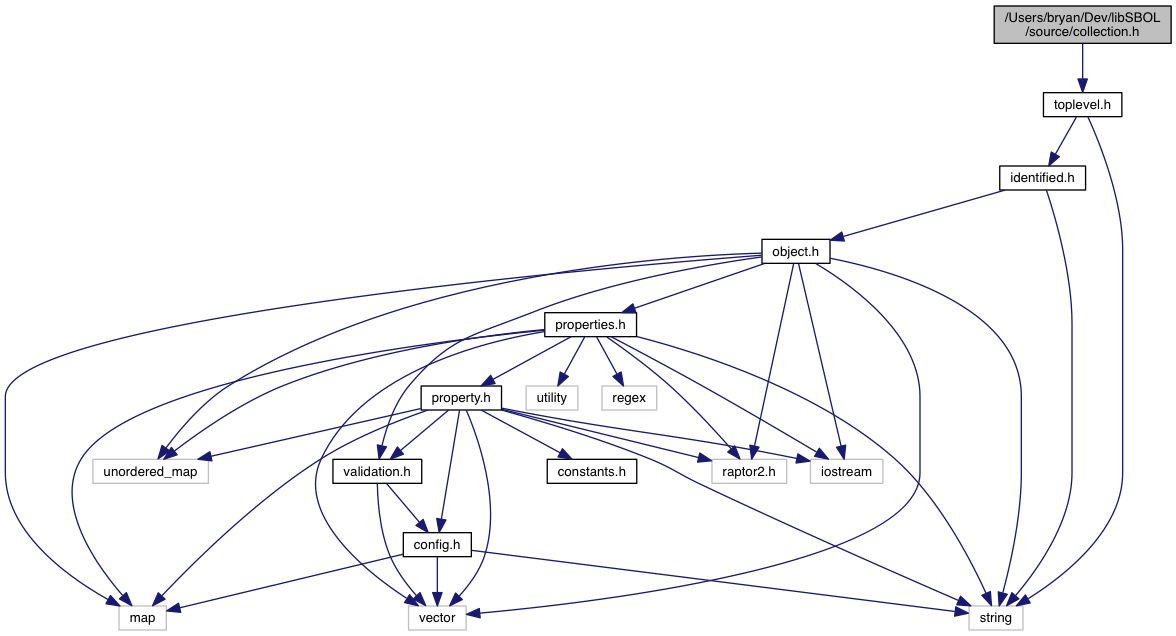 /Users/bryan/Dev/libSBOL
/source/collection.h
toplevel.h
identified.h
object.h
properties.h
property.h
utility
regex
unordered_map
validation.h
constants.h
raptor2.h
iostream
config.h
map
vector
string